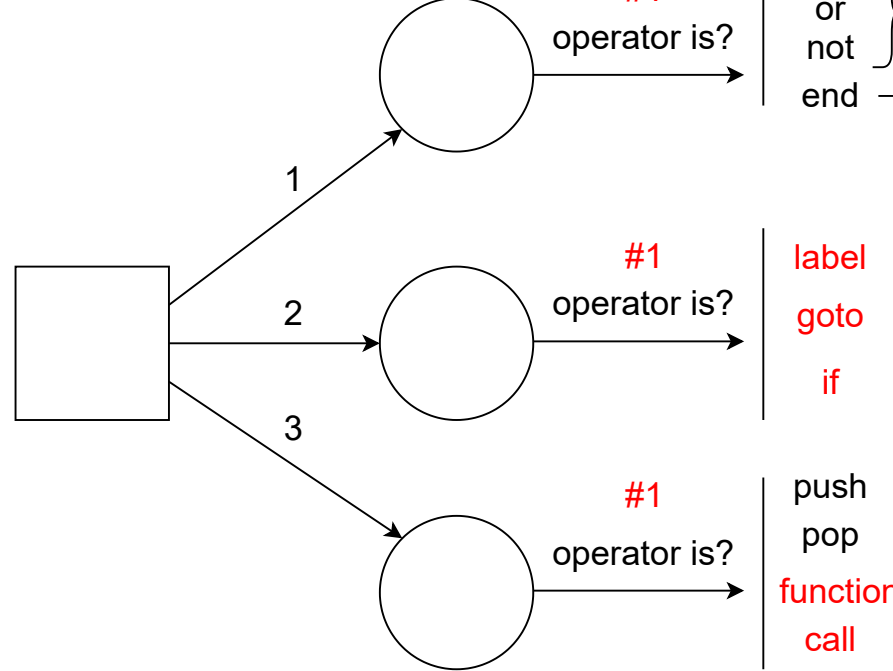 operator is?
or
not
end
1
#1
operator is?
label
goto
if
2
3
#1
operator is?
push
pop
function
call